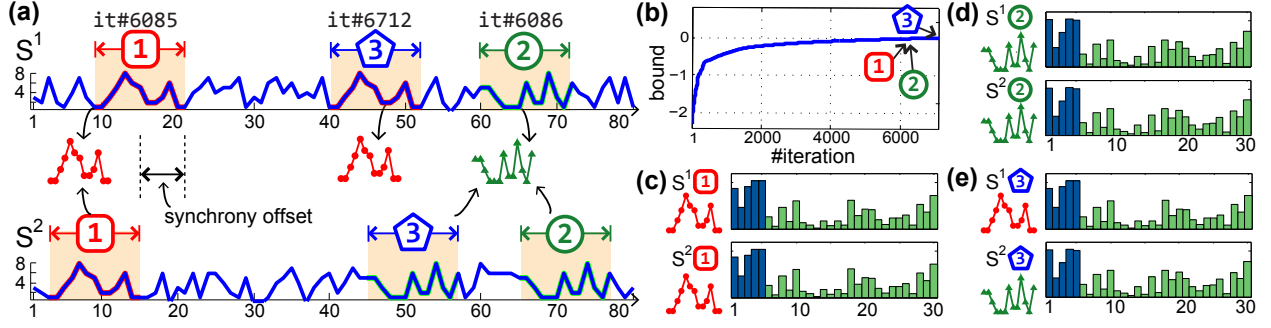 (a)
it#6085 it#6712 it#6086
S¹ 1 3 2
8
4
1 10 20 30 40 50 60 70 80
synchrony offset
S² 1 3 2
8
4
1 10 20 30 40 50 60 70 80
(b)
bound
0
−1
−2
3
1
2
1 2000 4000 6000
#iteration
(c)
S¹ 1
S² 1
1 10 20 30
(d)
S¹ 2
S² 2
1 10 20 30
(e)
S¹ 3
S² 3
1 10 20 30